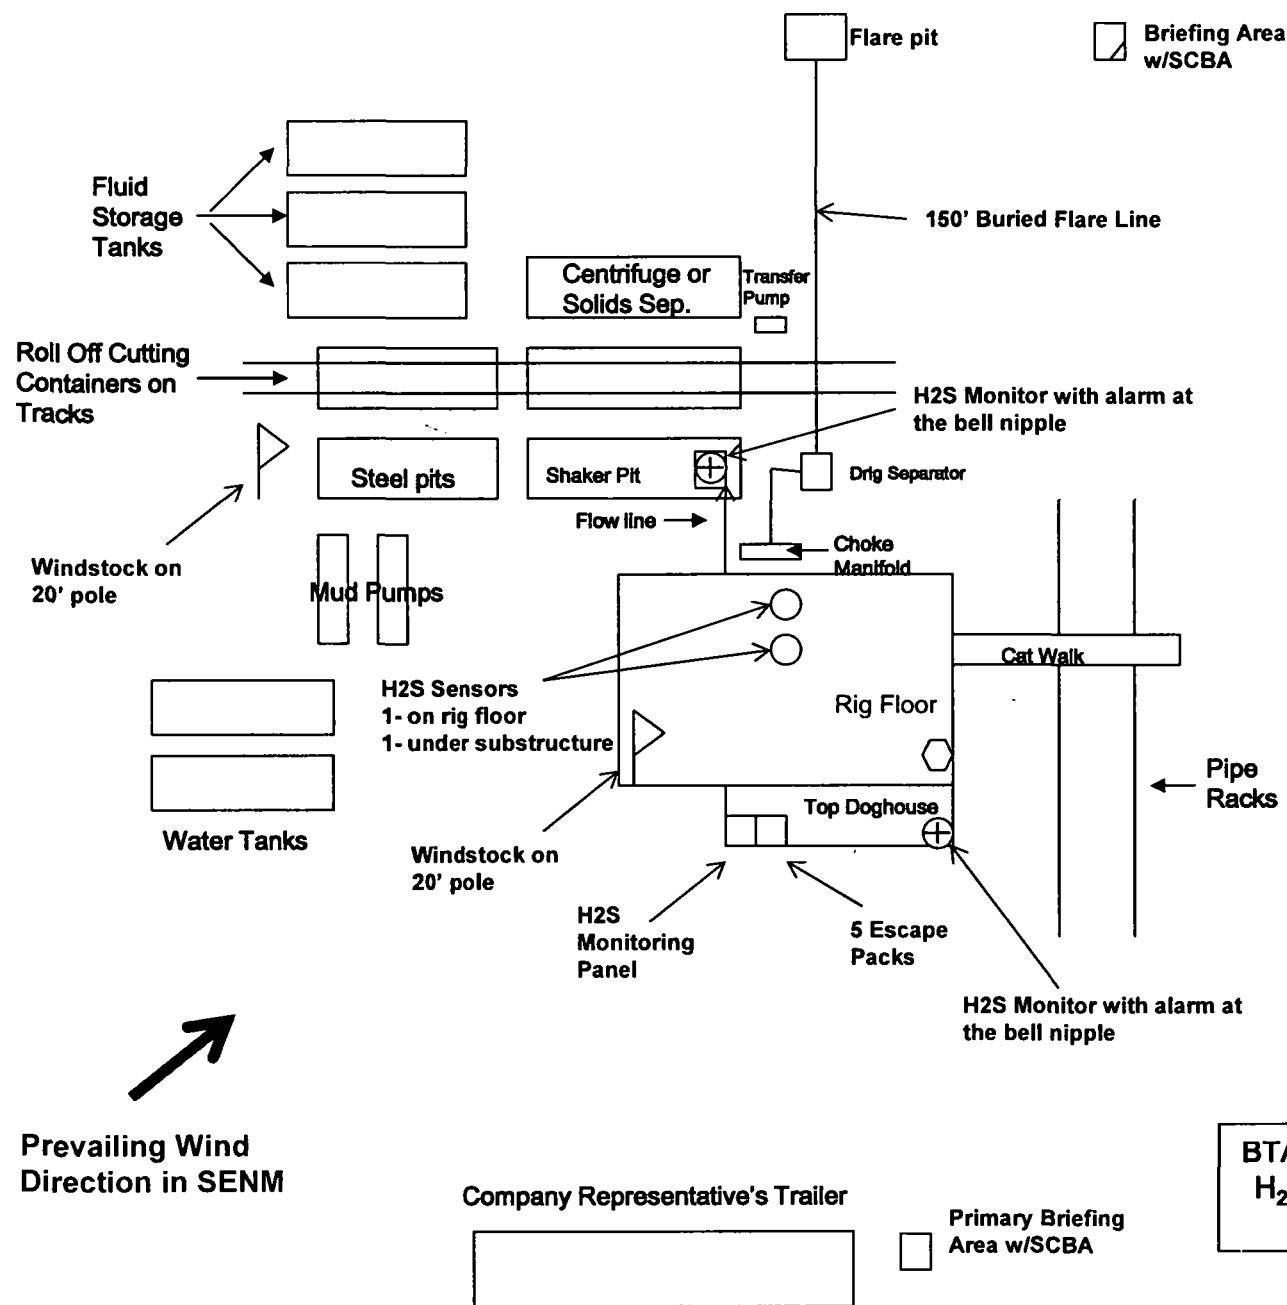 Flare pit
Briefing Area
w/SCBA
Fluid
Storage
Tanks
150' Buried Flare Line
Centrifuge or
Solids Sep.
Transfer
Pump
Roll Off Cutting
Containers on
Tracks
H2S Monitor with alarm at
the bell nipple
Steel pits
Shaker Pit
Drlg Separator
Flow line
Choke
Manifold
Windstock on
20' pole
Mud Pumps
Cat Walk
H2S Sensors
1- on rig floor
1- under substructure
Rig Floor
Pipe
Racks
Top Doghouse
Water Tanks
Windstock on
20' pole
H2S
Monitoring
Panel
5 Escape
Packs
H2S Monitor with alarm at
the bell nipple
Prevailing Wind
Direction in SENM
BTA
H₂
Company Representative's Trailer
Primary Briefing
Area w/SCBA